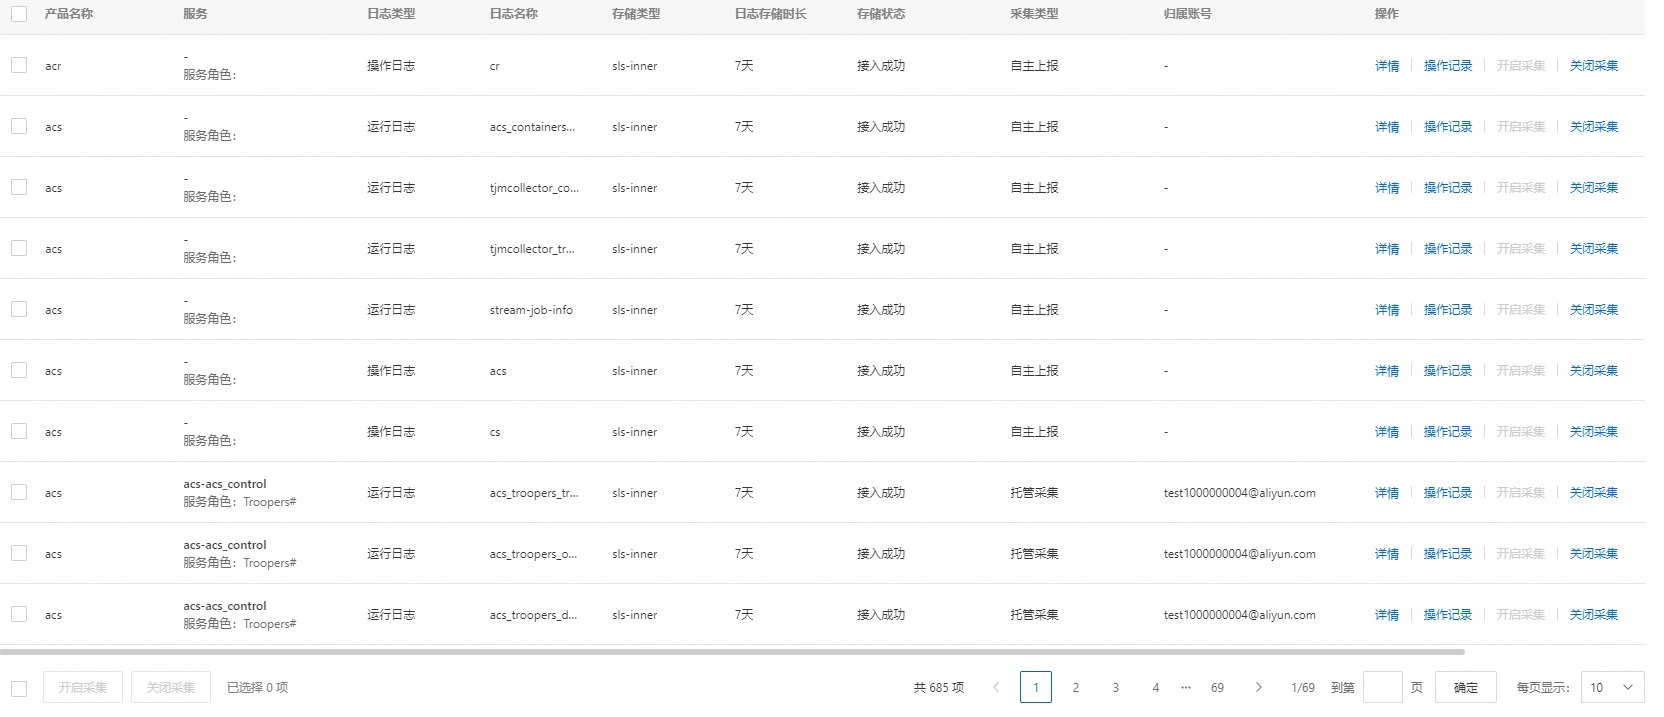 产品名称 服务 日志类型 日志名称 存储类型 日志存储时长 存储状态 采集类型 归属账号 操作
acr - 服务角色: 操作日志 cr sls-inner 7天 接入成功 自主上报 - 详情 操作记录 开启采集 关闭采集
acs - 服务角色: 运行日志 acs_containers... sls-inner 7天 接入成功 自主上报 - 详情 操作记录 开启采集 关闭采集
acs - 服务角色: 运行日志 tjmcollector_co... sls-inner 7天 接入成功 自主上报 - 详情 操作记录 开启采集 关闭采集
acs - 服务角色: 运行日志 tjmcollector_tr... sls-inner 7天 接入成功 自主上报 - 详情 操作记录 开启采集 关闭采集
acs - 服务角色: 运行日志 stream-job-info sls-inner 7天 接入成功 自主上报 - 详情 操作记录 开启采集 关闭采集
acs - 服务角色: 操作日志 acs sls-inner 7天 接入成功 自主上报 - 详情 操作记录 开启采集 关闭采集
acs - 服务角色: 操作日志 cs sls-inner 7天 接入成功 自主上报 - 详情 操作记录 开启采集 关闭采集
acs acs-acs_control 服务角色: Troopers# 运行日志 acs_troopers_tr... sls-inner 7天 接入成功 托管采集 test1000000004@aliyun.com 详情 操作记录 开启采集 关闭采集
acs acs-acs_control 服务角色: Troopers# 运行日志 acs_troopers_o... sls-inner 7天 接入成功 托管采集 test1000000004@aliyun.com 详情 操作记录 开启采集 关闭采集
acs acs-acs_control 服务角色: Troopers# 运行日志 acs_troopers_d... sls-inner 7天 接入成功 托管采集 test1000000004@aliyun.com 详情 操作记录 开启采集 关闭采集
开启采集 关闭采集 已选择 0 项 共 685 项 < 1 2 3 4 ... 69 > 1/69 到第 页 确定 每页显示: 10